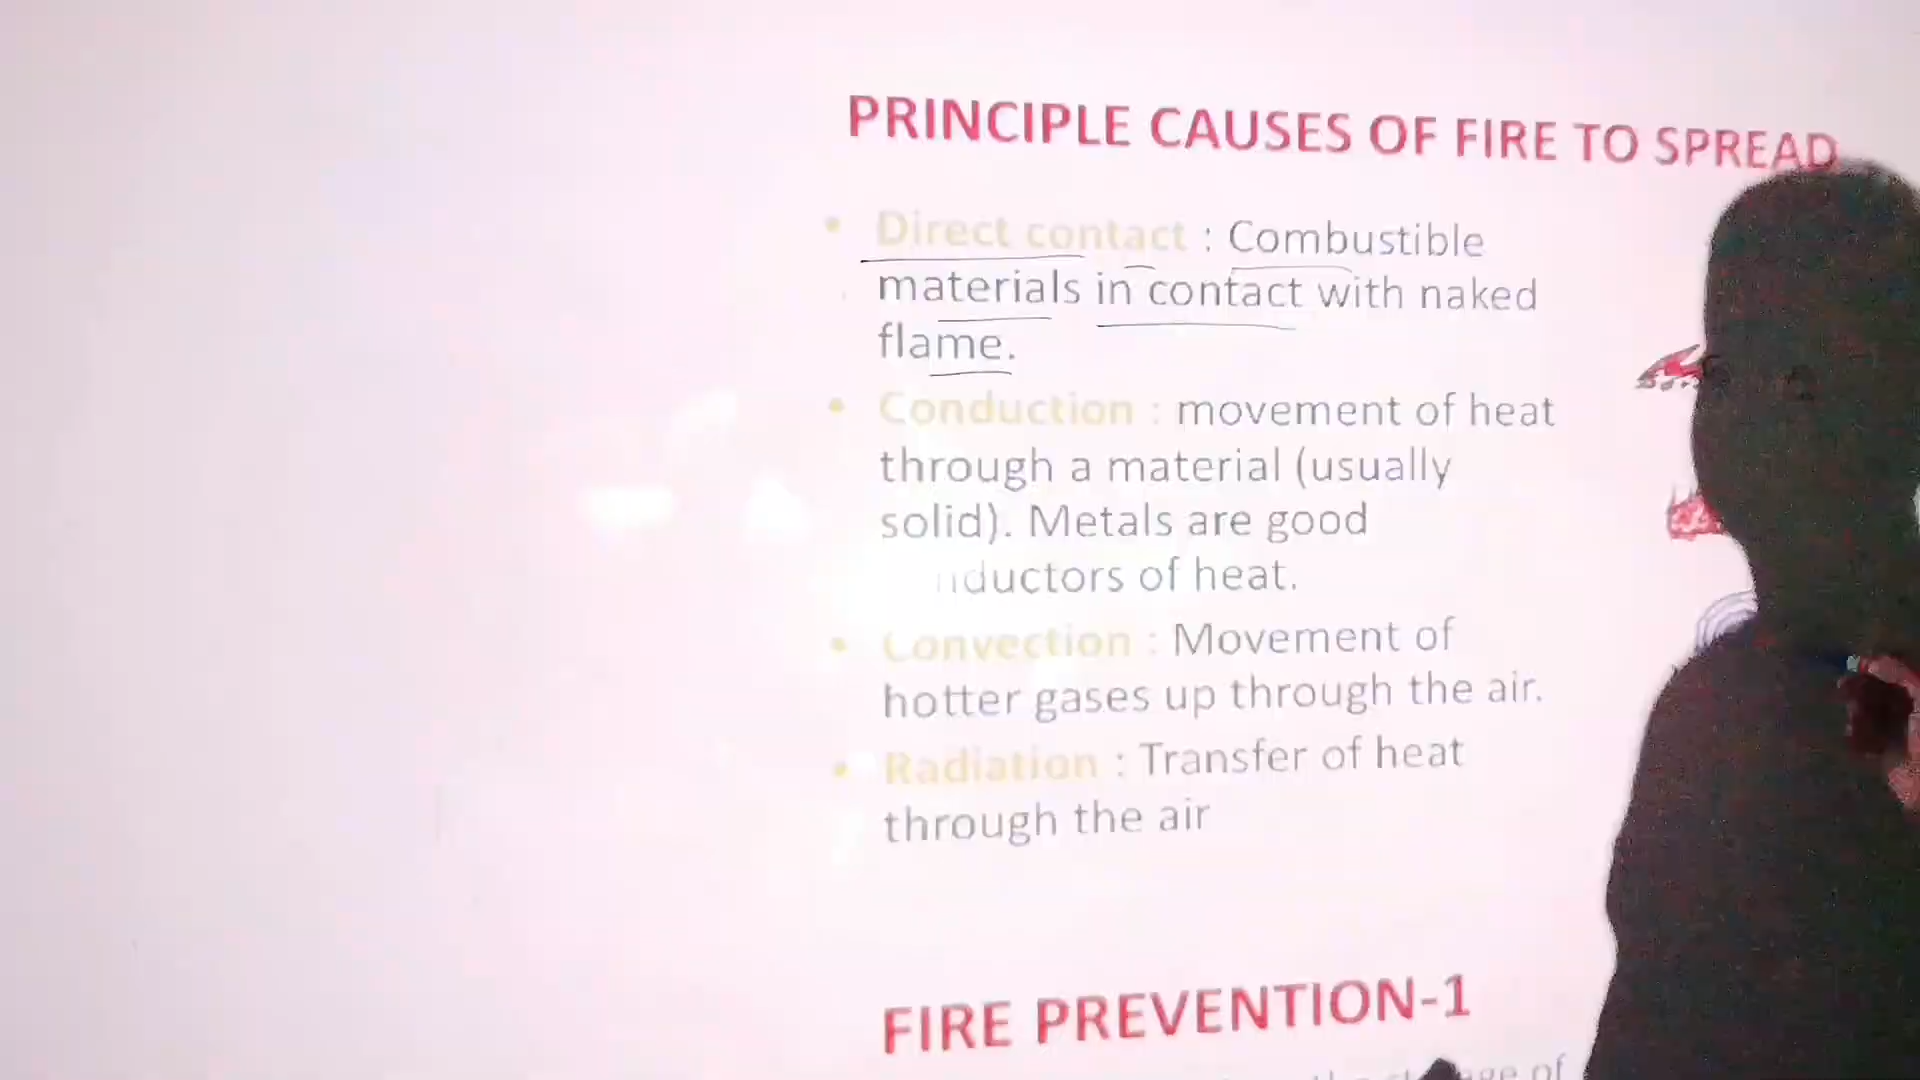 PRINCIPLE CAUSES OF FIRE TO SPREAD
• Direct contact : Combustible
materials in contact with naked
flame.
• Conduction : movement of heat
through a material (usually
solid). Metals are good
nductors of heat.
• Convection : Movement of
hotter gases up through the air.
• Radiation : Transfer of heat
through the air
FIRE PREVENTION-1
of